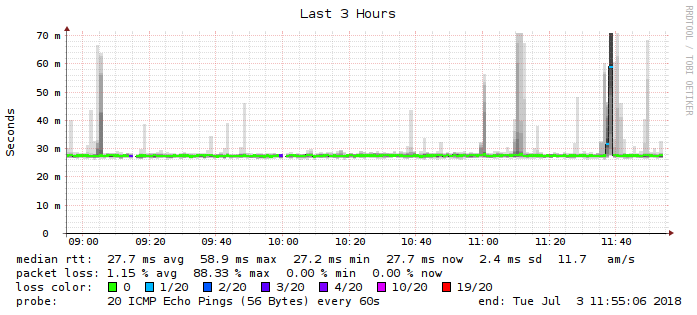 Last 3 Hours
RRDTOOL / TOBI OETIKER
Seconds
70 m
60 m
50 m
40 m
30 m
20 m
10 m
0
09:00 09:20 09:40 10:00 10:20 10:40 11:00 11:20 11:40
median rtt: 27.7 ms avg 58.9 ms max 27.2 ms min 27.7 ms now 2.4 ms sd 11.7 am/s
packet loss: 1.15 % avg 88.33 % max 0.00 % min 0.00 % now
loss color: 0 1/20 2/20 3/20 4/20 10/20 19/20
probe: 20 ICMP Echo Pings (56 Bytes) every 60s end: Tue Jul 3 11:55:06 2018